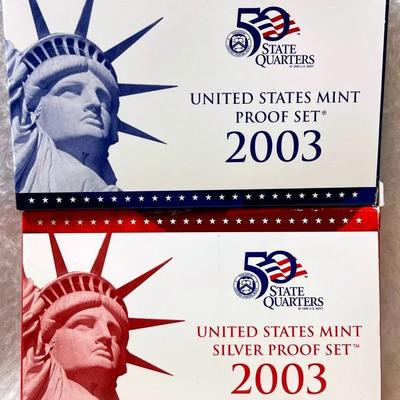 50
STATE
QUARTERS
UNITED STATES MINT
PROOF SET®
2003
50
STATE
QUARTERS
UNITED STATES MINT
SILVER PROOF SET™
2003